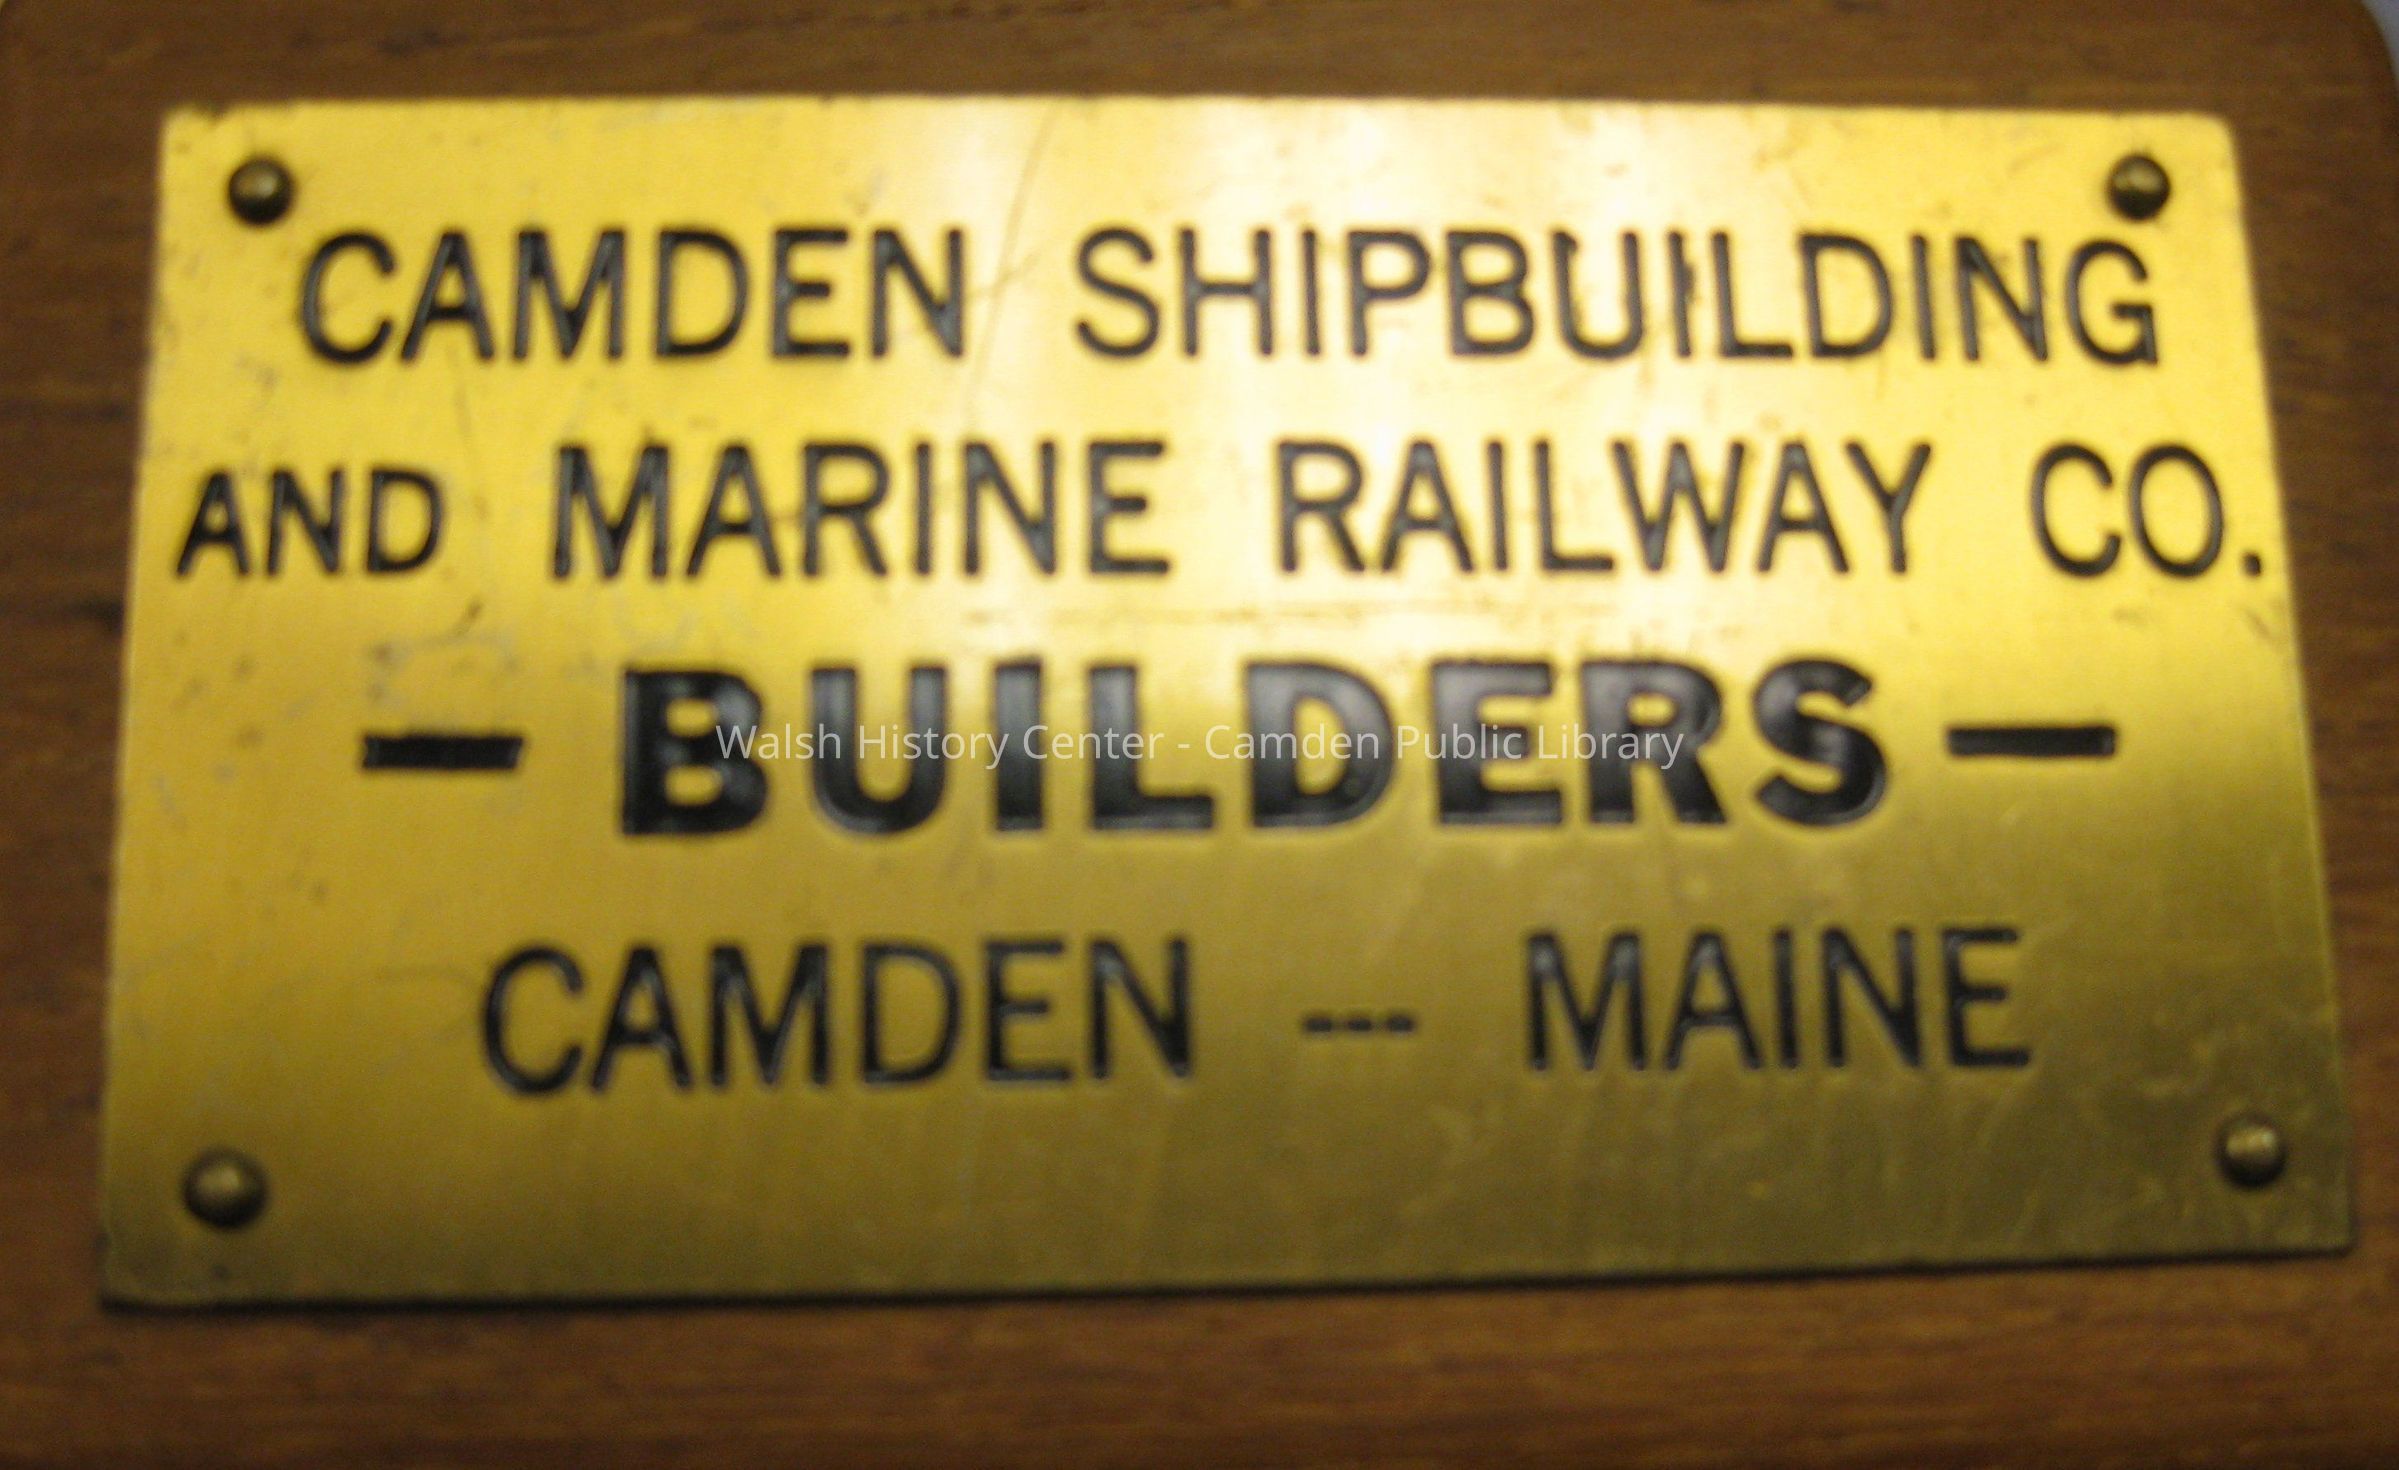 CAMDEN SHIPBUILDING
AND MARINE RAILWAY CO.
- BUILDERS -
Walsh History Center - Camden Public Library
CAMDEN --- MAINE